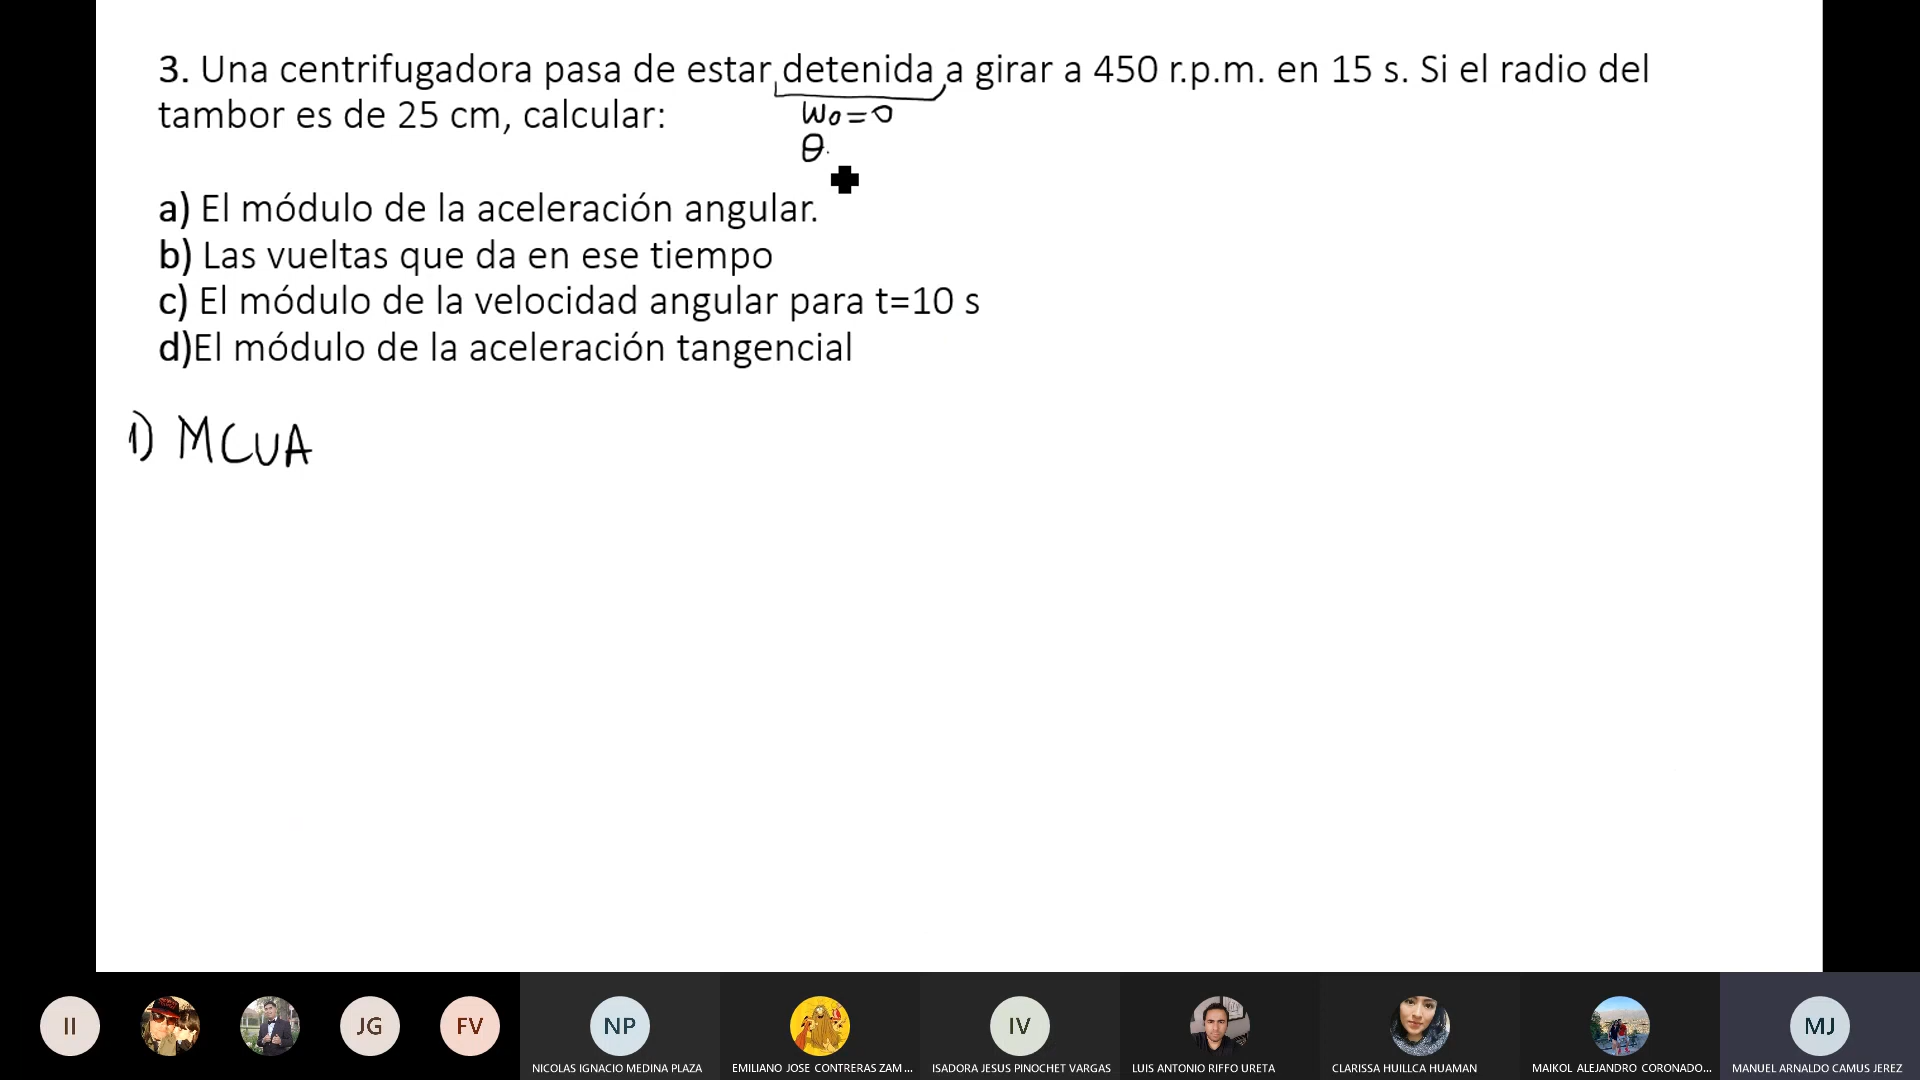 3. Una centrifugadora pasa de estar detenida a girar a 450 r.p.m. en 15 s. Si el radio del
tambor es de 25 cm, calcular:
W₀=0
θ
a) El módulo de la aceleración angular.
b) Las vueltas que da en ese tiempo
c) El módulo de la velocidad angular para t=10 s
d)El módulo de la aceleración tangencial
1) MCUA
II
JG
FV
NP
IV
MJ
NICOLAS IGNACIO MEDINA PLAZA
EMILIANO JOSE CONTRERAS ZAM...
ISADORA JESUS PINOCHET VARGAS
LUIS ANTONIO RIFFO URETA
CLARISSA HUILLCA HUAMAN
MAIKOL ALEJANDRO CORONADO...
MANUEL ARNALDO CAMUS JEREZ